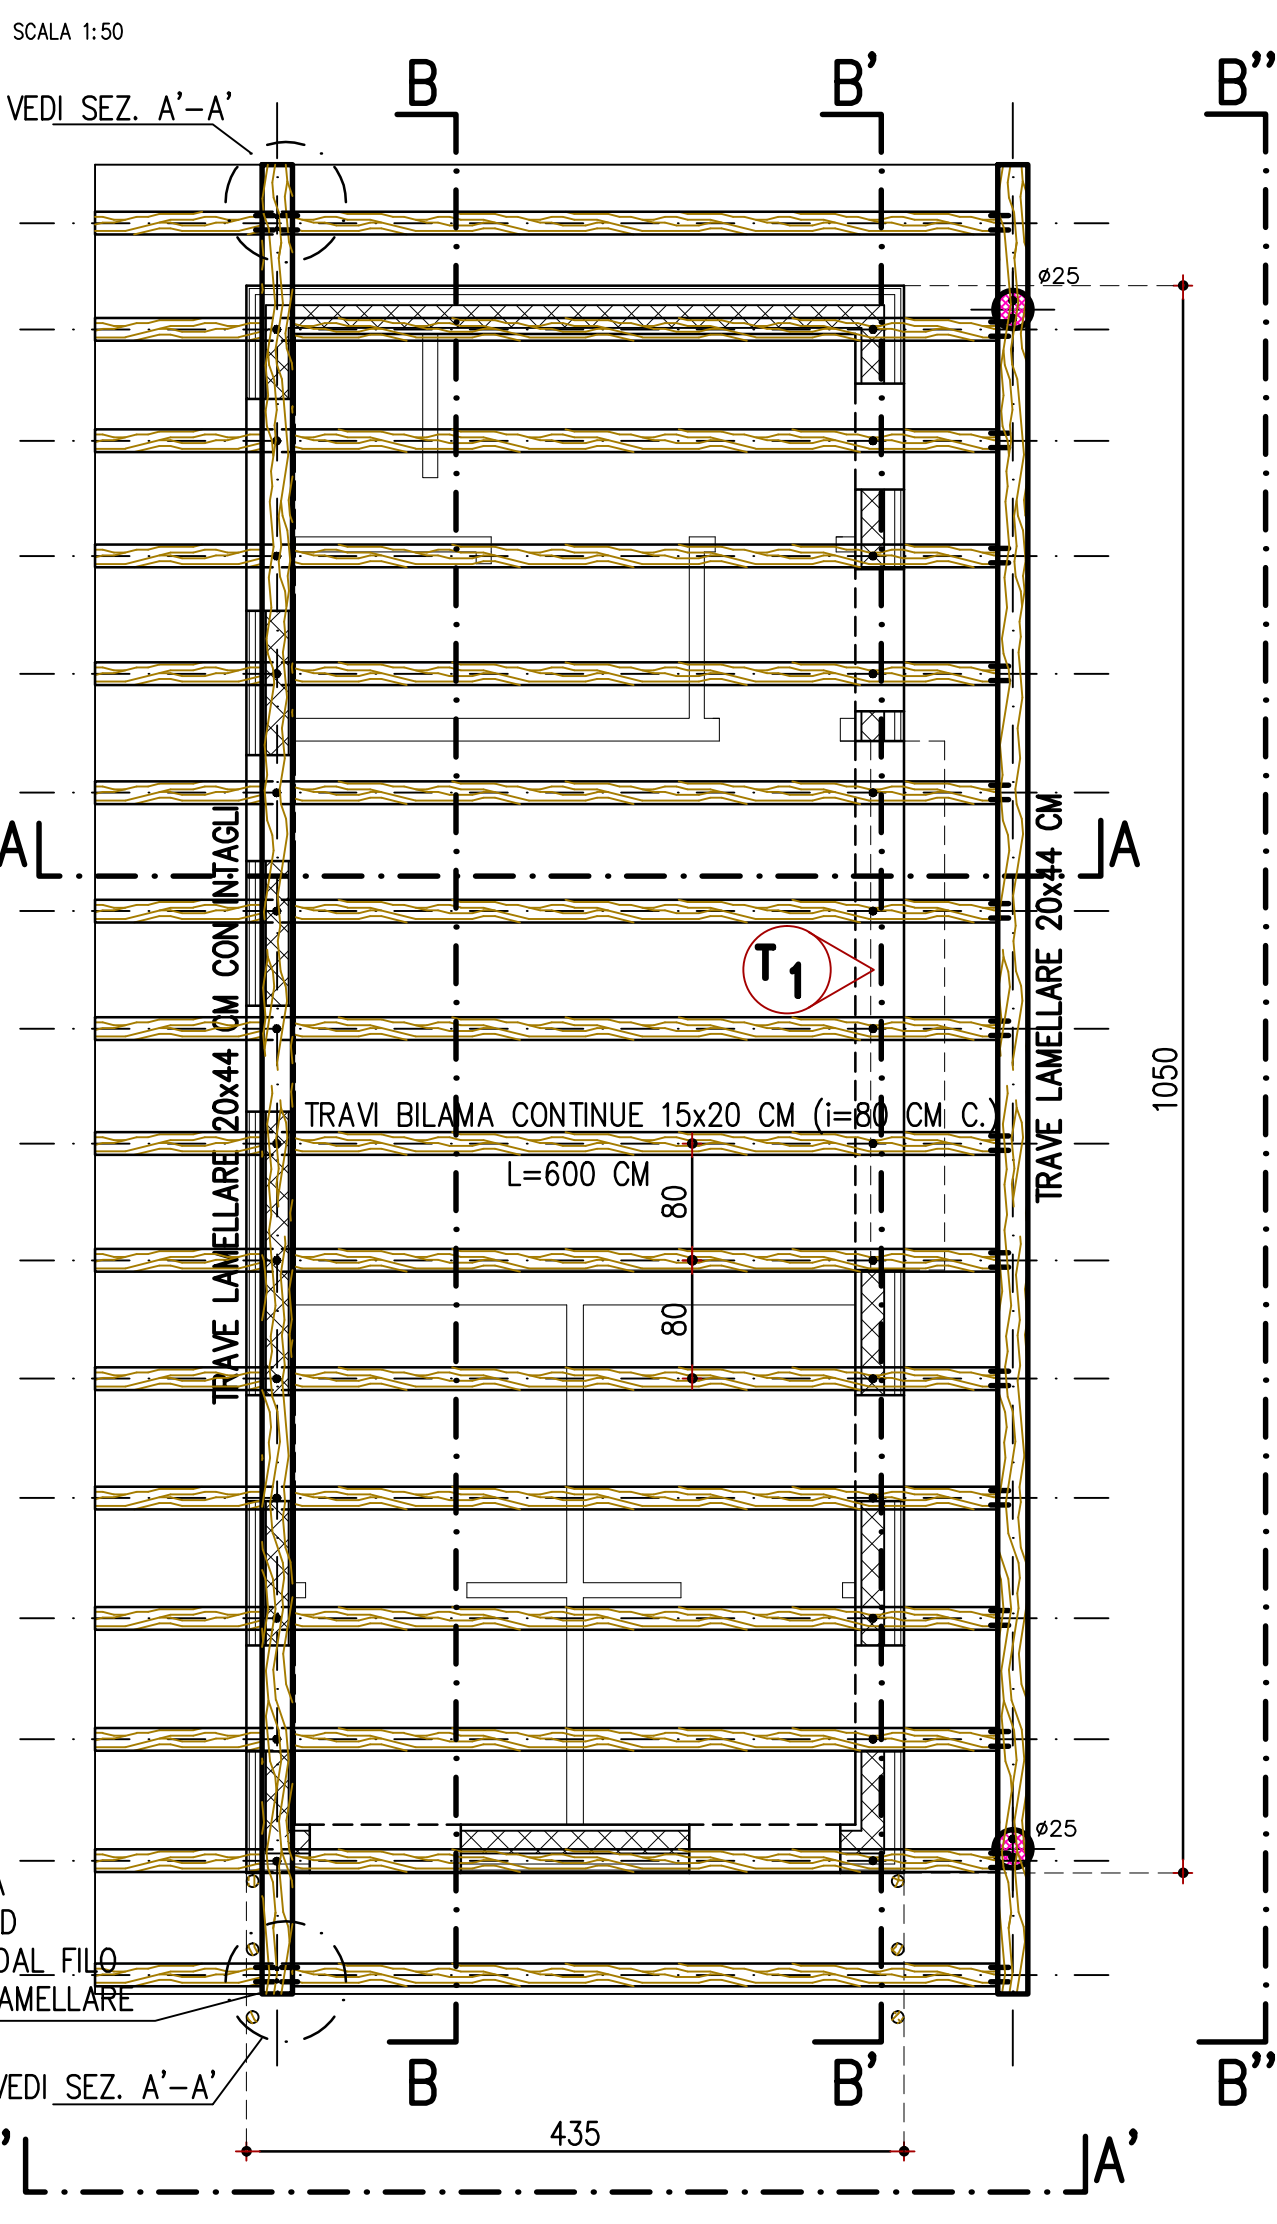 SCALA 1:50
B
B'
B"
VEDI SEZ. A'-A'
ø25
A
A
TRAVE LAMELLARE 20x44 CM CON INTAGLI
TRAVE LAMELLARE 20x44 CM
T1
1050
TRAVI BILAMA CONTINUE 15x20 CM (i=80 CM C.)
L=600 CM
80
80
ø25
A
D
DAL FILO
AMELLARE
VEDI SEZ. A'-A'
B
B'
B"
435
'
A'